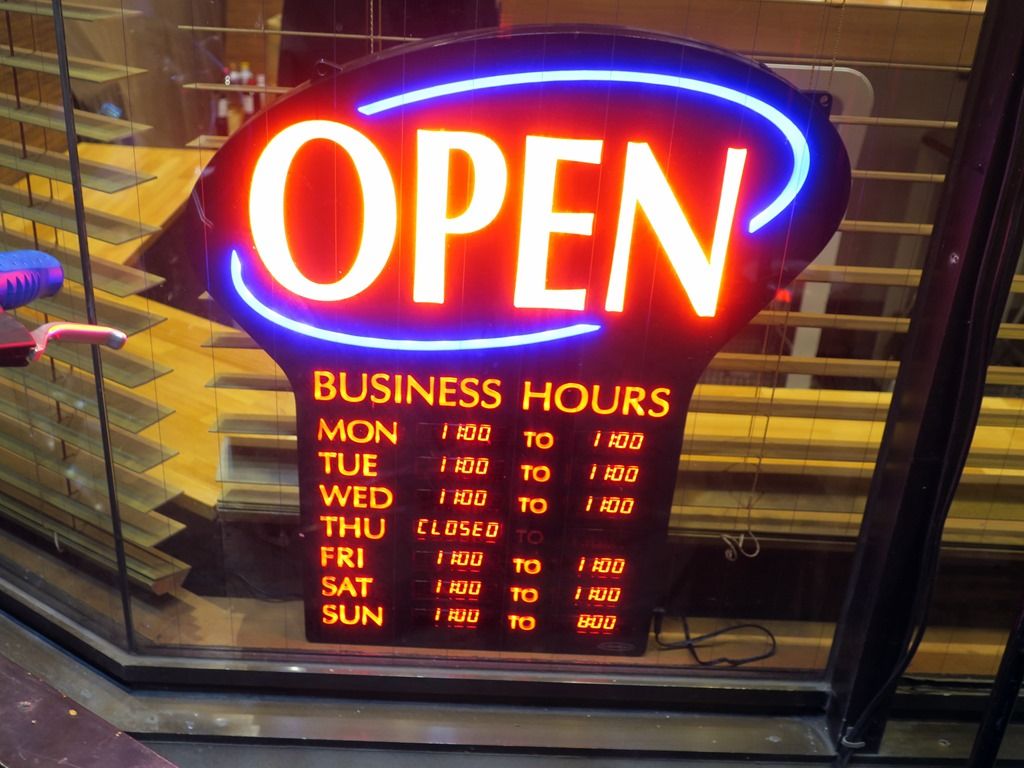 OPEN
BUSINESS HOURS
MON 11:00 TO 11:00
TUE 11:00 TO 11:00
WED 11:00 TO 11:00
THU CLOSED TO
FRI 11:00 TO 11:00
SAT 11:00 TO 11:00
SUN 11:00 TO 8:00